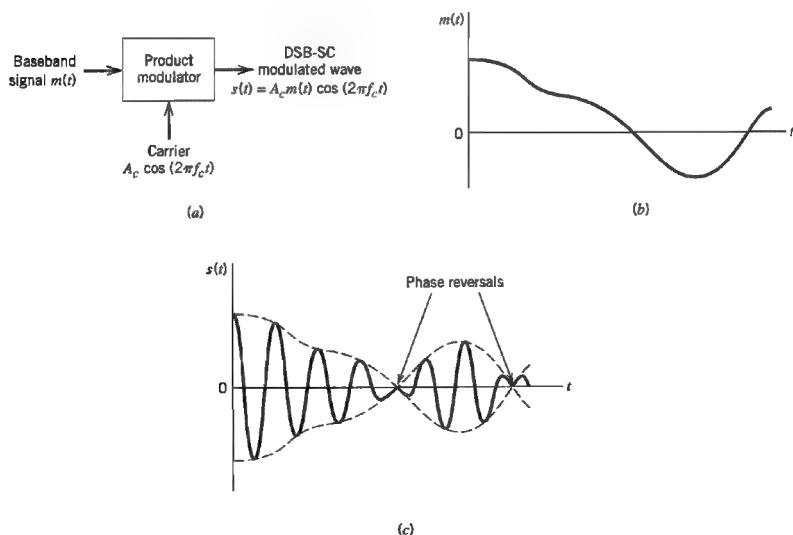 Baseband
signal m(t)
Product
modulator
DSB-SC
modulated wave
s(t) = A_c m(t) cos (2πf_c t)
Carrier
A_c cos (2πf_c t)
(a)
m(t)
0
t
(b)
s(t)
Phase reversals
0
t
(c)